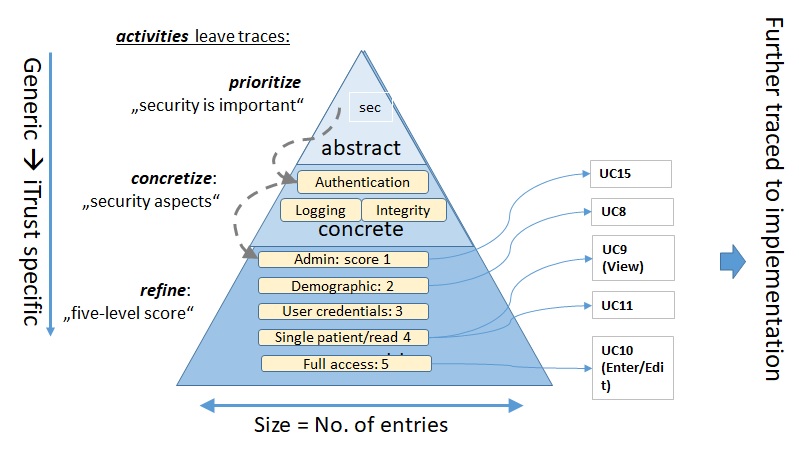 activities leave traces:
Generic → iTrust specific
prioritize
„security is important“
sec
abstract
concretize:
„security aspects“
Authentication
Logging
Integrity
concrete
refine:
„five-level score“
Admin: score 1
Demographic: 2
User credentials: 3
Single patient/read 4
Full access: 5
UC15
UC8
UC9
(View)
UC11
UC10
(Enter/Edi
t)
Size = No. of entries
Further traced to implementation